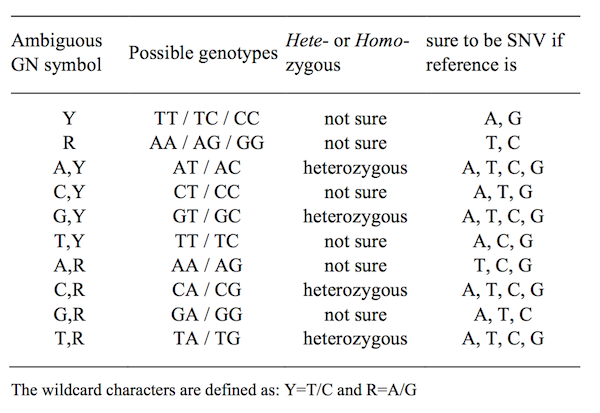 Ambiguous GN symbol Possible genotypes Hete- or Homo-zygous sure to be SNV if reference is
Y TT / TC / CC not sure A, G
R AA / AG / GG not sure T, C
A,Y AT / AC heterozygous A, T, C, G
C,Y CT / CC not sure A, T, G
G,Y GT / GC heterozygous A, T, C, G
T,Y TT / TC not sure A, C, G
A,R AA / AG not sure T, C, G
C,R CA / CG heterozygous A, T, C, G
G,R GA / GG not sure A, T, C
T,R TA / TG heterozygous A, T, C, G
The wildcard characters are defined as: Y=T/C and R=A/G